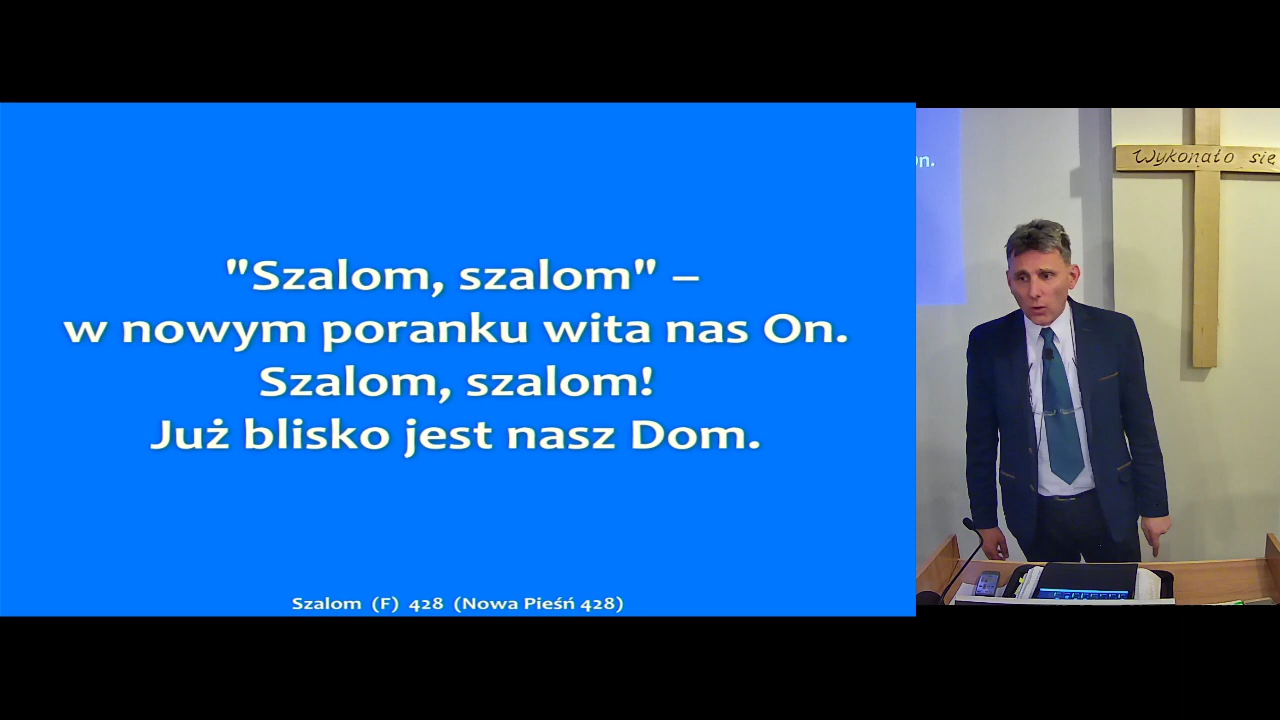 "Szalom, szalom" –
w nowym poranku wita nas On.
Szalom, szalom!
Już blisko jest nasz Dom.
Szalom (F) 428 (Nowa Pieśń 428)
On.
Wykonało się